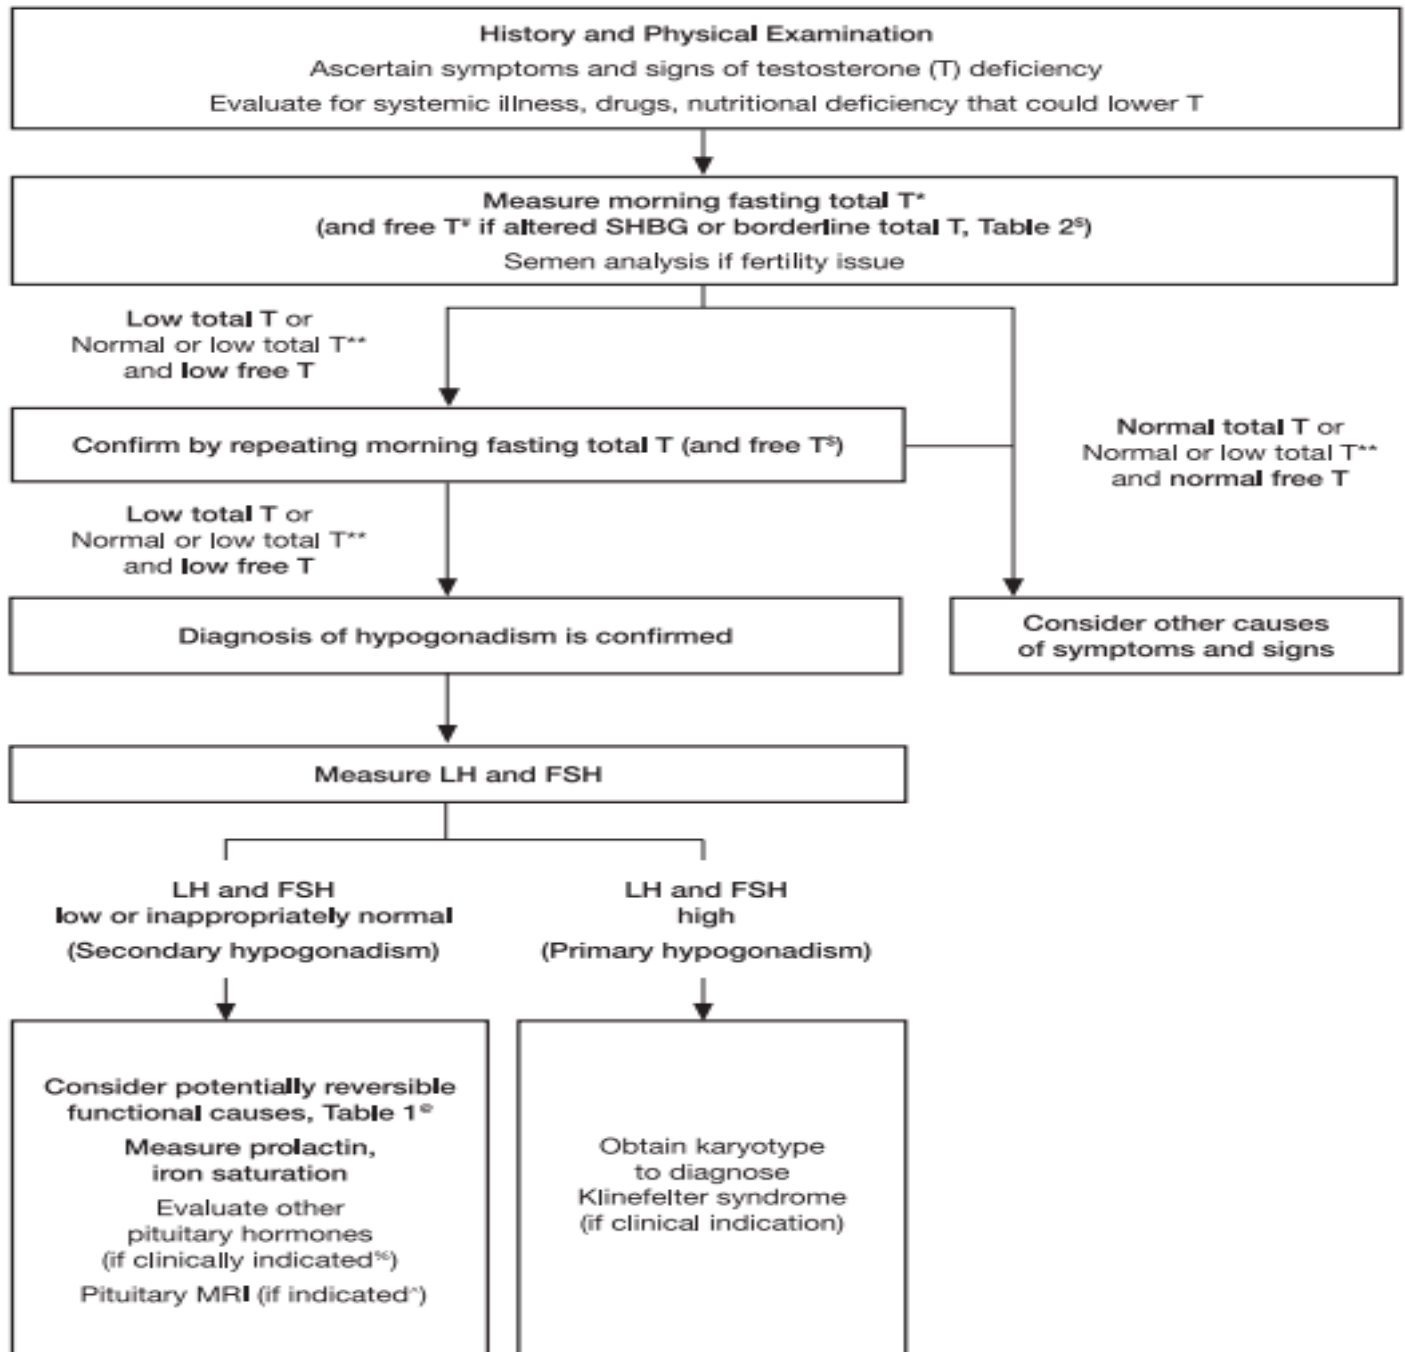 History and Physical Examination
Ascertain symptoms and signs of testosterone (T) deficiency
Evaluate for systemic illness, drugs, nutritional deficiency that could lower T
Measure morning fasting total T*
(and free T¥ if altered SHBG or borderline total T, Table 2$)
Semen analysis if fertility issue
Low total T or
Normal or low total T**
and low free T
Confirm by repeating morning fasting total T (and free T$)
Normal total T or
Normal or low total T**
and normal free T
Low total T or
Normal or low total T**
and low free T
Diagnosis of hypogonadism is confirmed
Consider other causes
of symptoms and signs
Measure LH and FSH
LH and FSH
low or inappropriately normal
(Secondary hypogonadism)
LH and FSH
high
(Primary hypogonadism)
Consider potentially reversible
functional causes, Table 1@
Measure prolactin,
iron saturation
Evaluate other
pituitary hormones
(if clinically indicated%)
Pituitary MRI (if indicated^)
Obtain karyotype
to diagnose
Klinefelter syndrome
(if clinical indication)